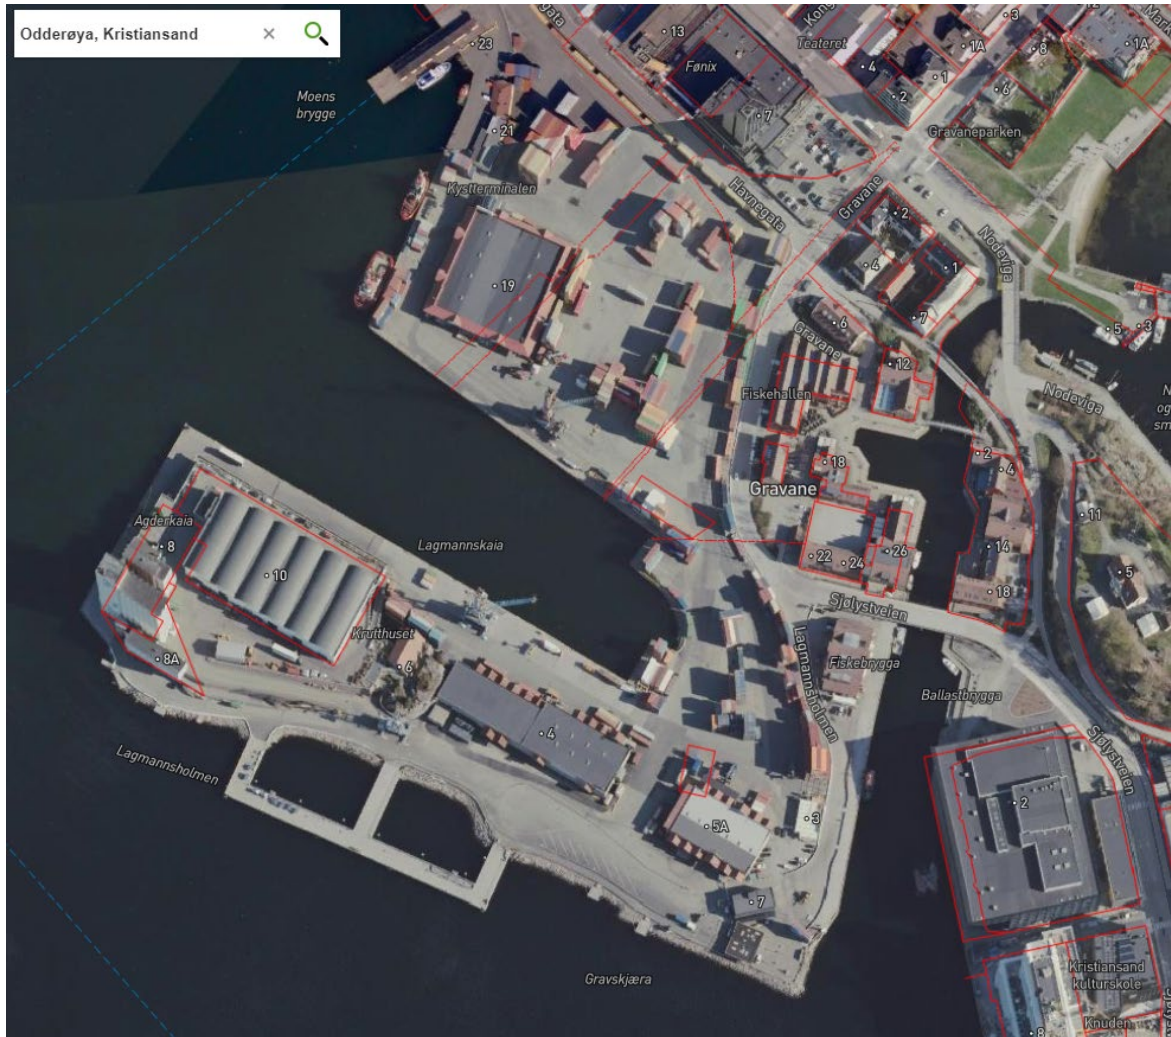 Odderøya, Kristiansand
23
13
Teateret
4
2
1A
1
3
8
12
1A
6
Gravaneparken
Moens
brygge
Fønix
7
21
Kystterminalen
Havnegata
Gravane
2
Nodeviga
4
1
7
19
6
Gravane
5
3
12
Fiskehallen
Nodeviga
18
Gravane
2
4
11
Agderkaia
8
Lagmannskaia
10
22
24
26
14
5
18
Sjølystveien
Krutthuset
6
8A
Lagmannsholmen
Fiskebrygga
Ballastbrygga
4
Sjølystveien
Lagmannsholmen
5A
3
2
7
Gravskjæra
Kristiansand
kulturskole
Knuden
8